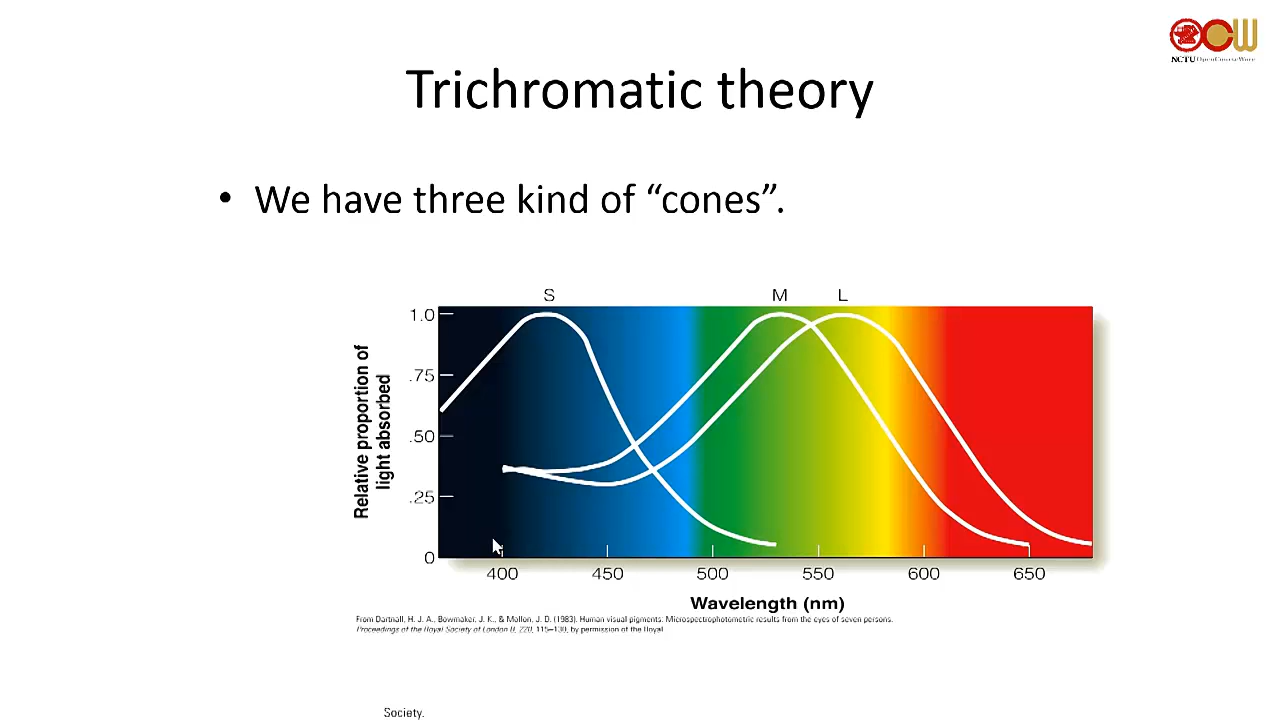 NCTU OpenCourseWare
Trichromatic theory
• We have three kind of “cones”.
S M L
1.0
.75
.50
.25
0
Relative proportion of
light absorbed
400 450 500 550 600 650
Wavelength (nm)
From Dartnall, H. J. A., Bowmaker, J. K., & Mollon, J. D. (1983). Human visual pigments: Microspectrophotometric results from the eyes of seven persons.
Proceedings of the Royal Society of London B, 220, 115–130, by permission of the Royal
Society.